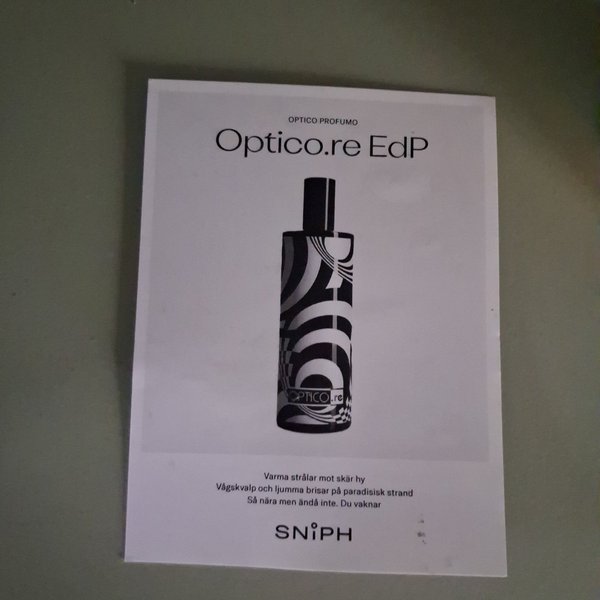 OPTICO PROFUMO
Optico.re EdP
OPTICO.re
Varma strålar mot skär hy
Vågskvalp och ljumma brisar på paradisisk strand
Så nära men ändå inte. Du vaknar
SNIPH